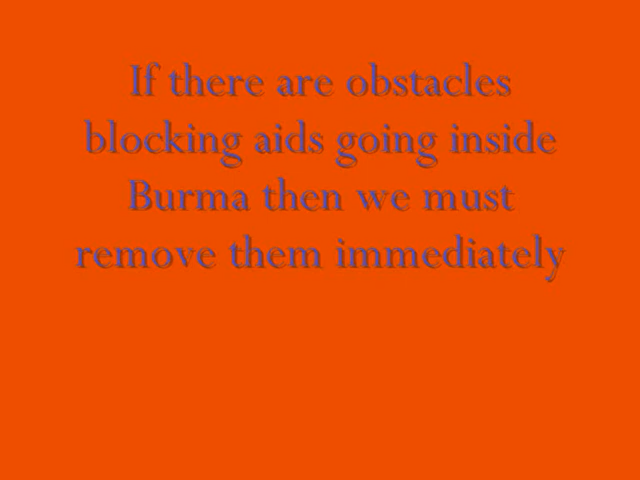 If there are obstacles
blocking aids going inside
Burma then we must
remove them immediately